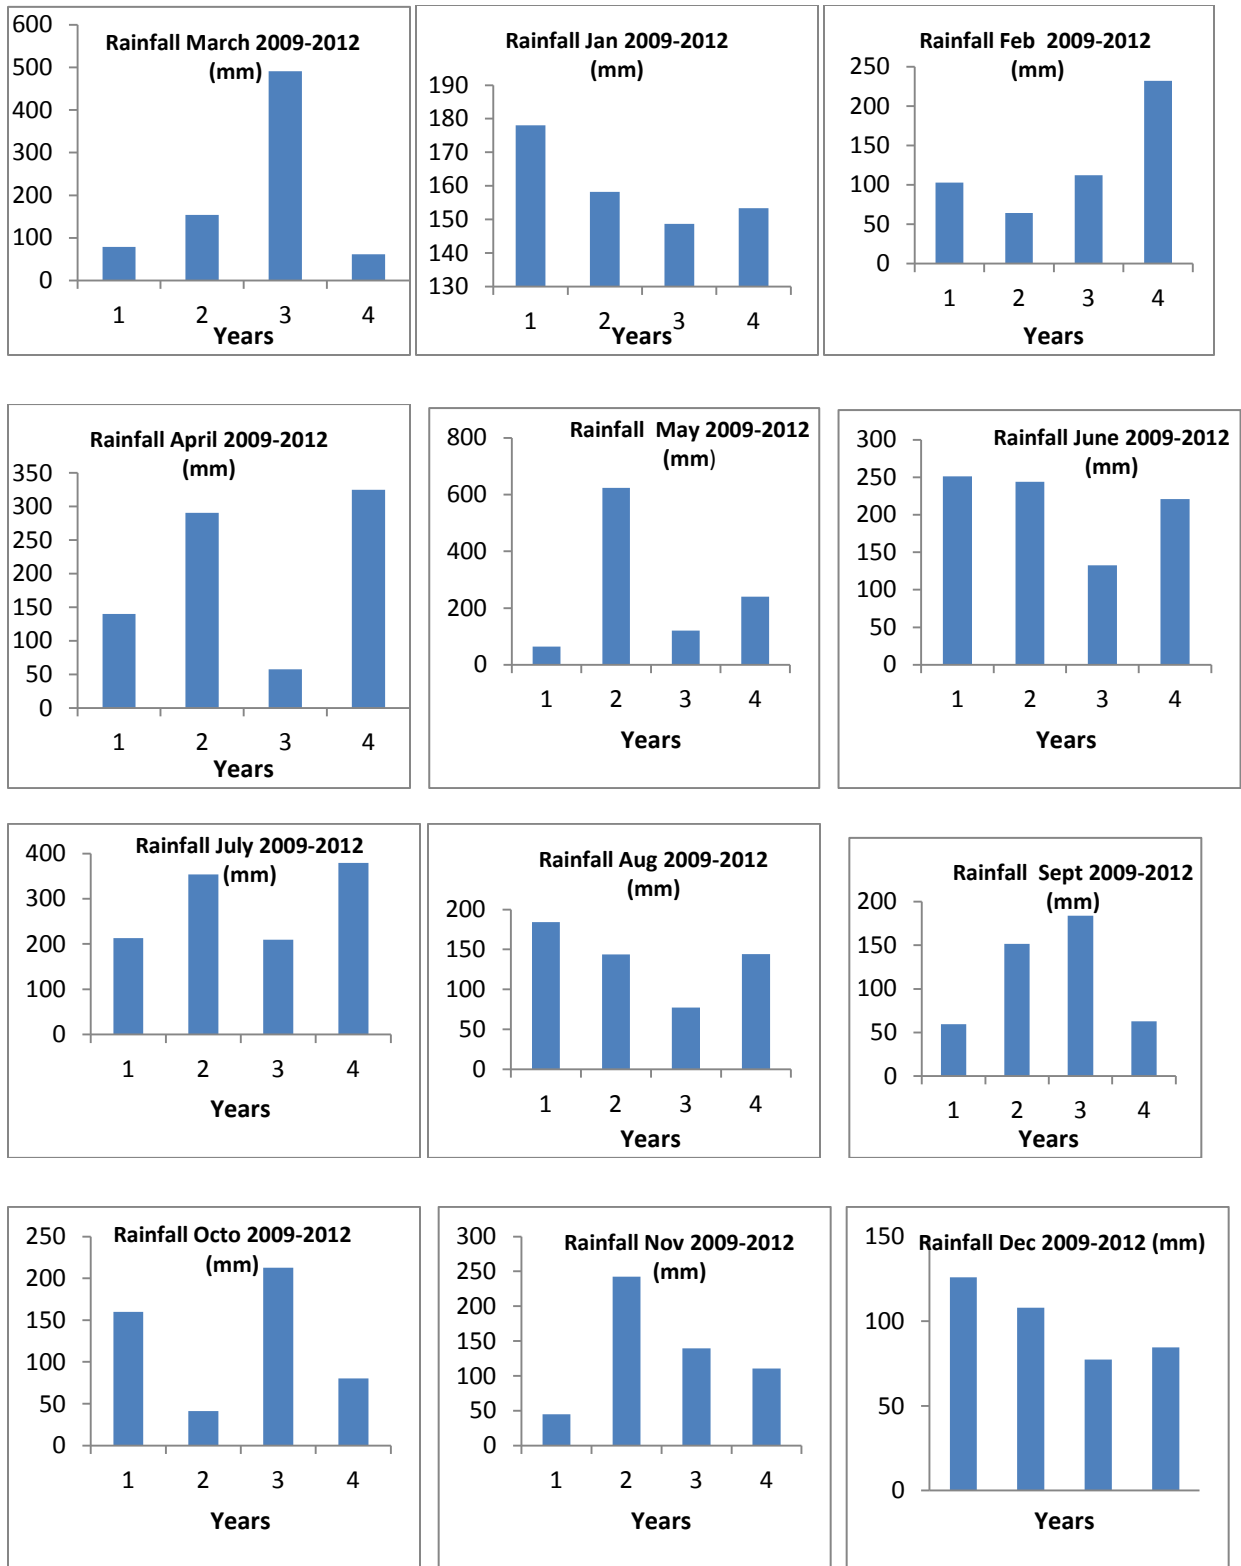 Rainfall March 2009-2012
(mm)
600
500
400
300
200
100
0
1 2 3 4
Years
Rainfall Jan 2009-2012
(mm)
190
180
170
160
150
140
130
1 2 3 4
Years
Rainfall Feb 2009-2012
(mm)
250
200
150
100
50
0
1 2 3 4
Years
Rainfall April 2009-2012
(mm)
350
300
250
200
150
100
50
0
1 2 3 4
Years
Rainfall May 2009-2012
(mm)
800
600
400
200
0
1 2 3 4
Years
Rainfall June 2009-2012
(mm)
300
250
200
150
100
50
0
1 2 3 4
Years
Rainfall July 2009-2012
(mm)
400
300
200
100
0
1 2 3 4
Years
Rainfall Aug 2009-2012
(mm)
200
150
100
50
0
1 2 3 4
Years
Rainfall Sept 2009-2012
(mm)
200
150
100
50
0
1 2 3 4
Years
Rainfall Octo 2009-2012
(mm)
250
200
150
100
50
0
1 2 3 4
Years
Rainfall Nov 2009-2012
(mm)
300
250
200
150
100
50
0
1 2 3 4
Years
Rainfall Dec 2009-2012 (mm)
150
100
50
0
Years